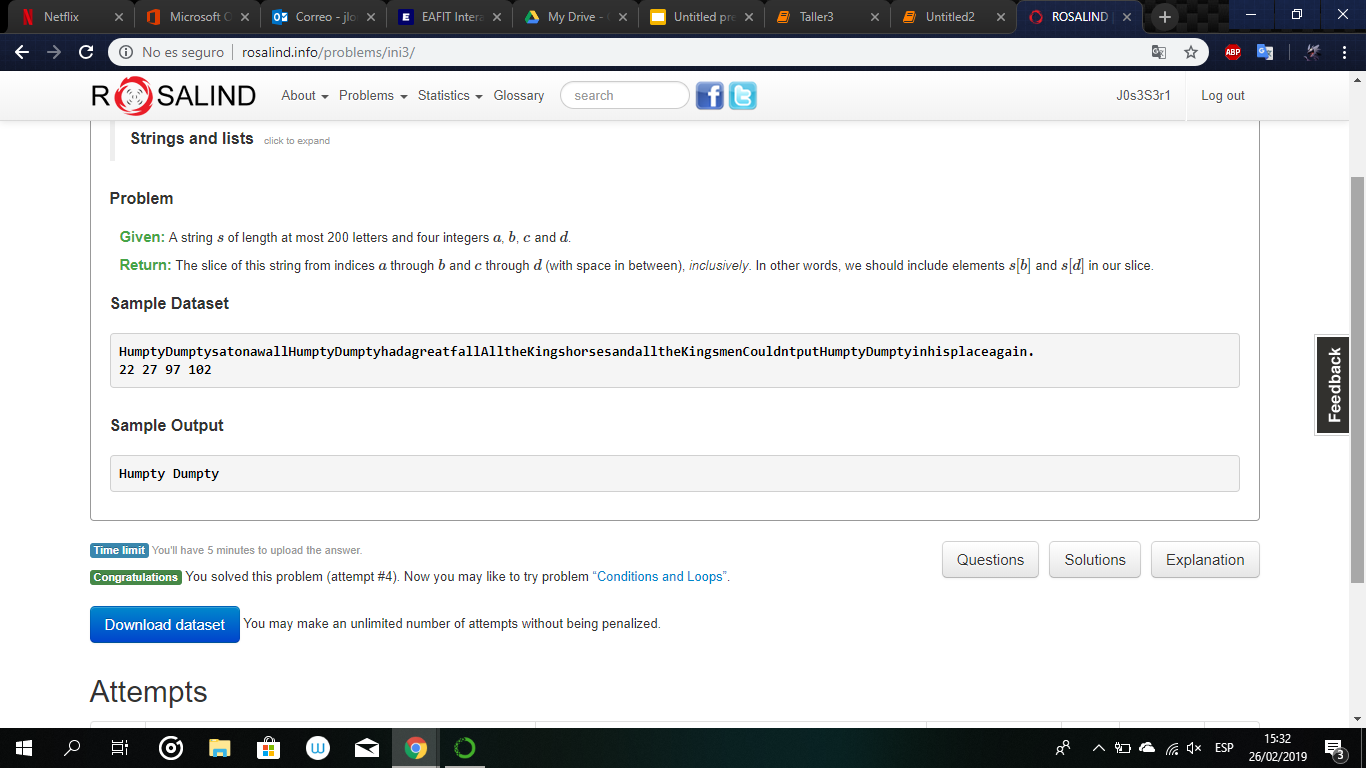 Netflix
Microsoft O
Correo - jlo
EAFIT Intera
My Drive -
Untitled pre
Taller3
Untitled2
ROSALIND
No es seguro | rosalind.info/problems/ini3/
ABP
ROSALIND
About Problems Statistics Glossary
search
J0s3S3r1 Log out
Strings and lists click to expand
Problem
Given: A string s of length at most 200 letters and four integers a, b, c and d.
Return: The slice of this string from indices a through b and c through d (with space in between), inclusively. In other words, we should include elements s[b] and s[d] in our slice.
Sample Dataset
HumptyDumptysatonawallHumptyDumptyhadagreatfallAlltheKingshorsesandalltheKingsmenCouldntputHumptyDumptyinhisplaceagain.
22 27 97 102
Sample Output
Humpty Dumpty
Feedback
Time limit You'll have 5 minutes to upload the answer.
Congratulations You solved this problem (attempt #4). Now you may like to try problem “Conditions and Loops”.
Questions Solutions Explanation
Download dataset You may make an unlimited number of attempts without being penalized.
Attempts
ESP
15:32
26/02/2019
3